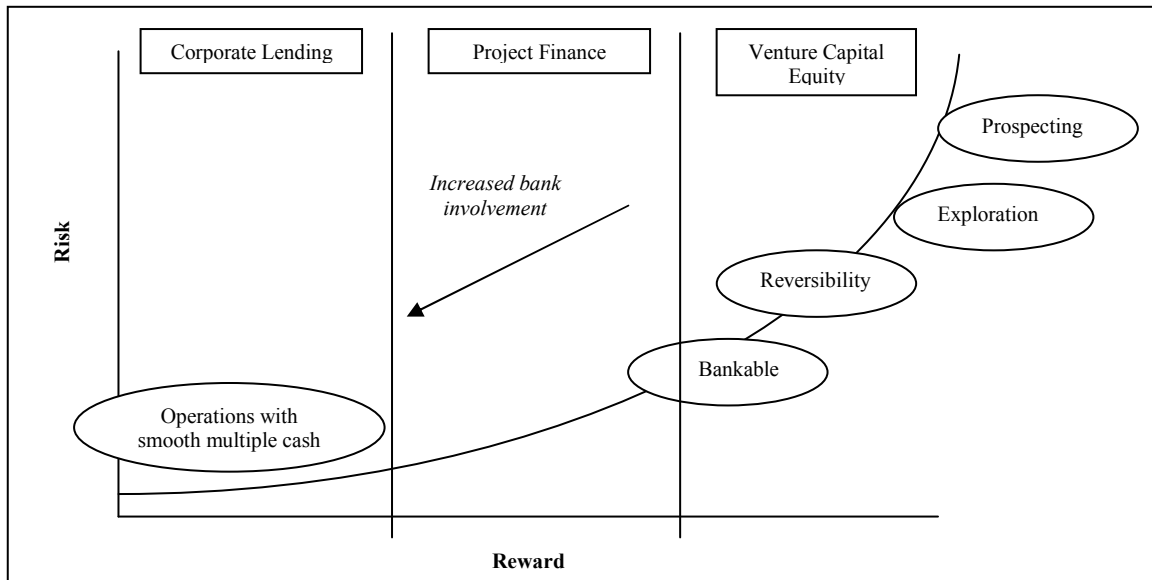 Corporate Lending
Project Finance
Venture Capital
Equity
Prospecting
Increased bank
involvement
Exploration
Risk
Reversibility
Bankable
Operations with
smooth multiple cash
Reward